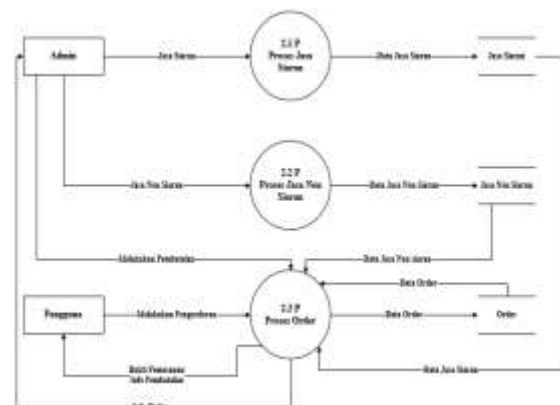 2.1 P
Proses Jasa
Siaran
Admin
Jasa Siaran
Data Jasa Siaran
Jasa Siaran
2.2 P
Proses Jasa Non
Siaran
Jasa Non Siaran
Data Jasa Non Siaran
Jasa Non Siaran
Melakukan Pembatalan
Data Jasa Non siaran
Data Order
2.3 P
Proses Order
Pengguna
Melakukan Pengorderan
Data Order
Order
Bukti Pemesanan
Info Pembatalan
Data Jasa Siaran